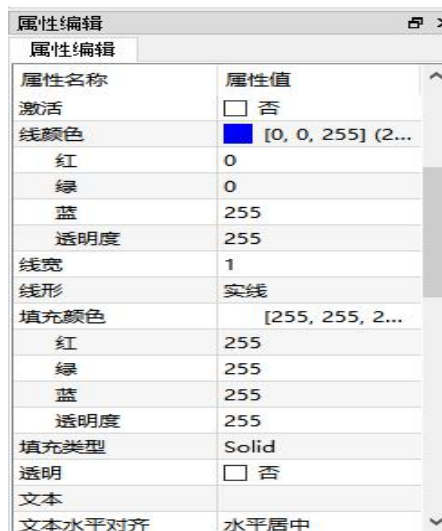 属性编辑
属性编辑
属性名称 属性值
激活 否
线颜色 [0, 0, 255] (2...
红 0
绿 0
蓝 255
透明度 255
线宽 1
线形 实线
填充颜色 [255, 255, 2...
红 255
绿 255
蓝 255
透明度 255
填充类型 Solid
透明 否
文本
文本水平对齐 水平居中